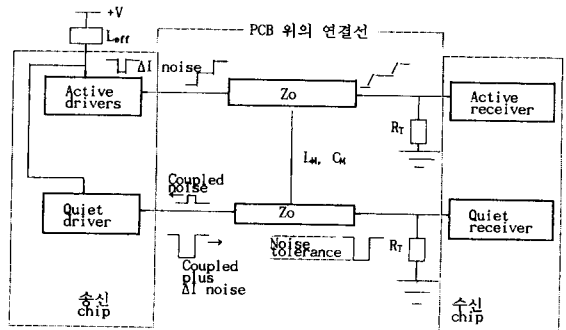 +V
Leff
PCB 위의 연결선
ΔI noise
Active
drivers
Zo
Active
receiver
RT
LM, CM
Coupled
noise
Quiet
driver
Zo
Quiet
receiver
Noise
tolerance
RT
Coupled
plus
ΔI noise
송신
chip
수신
chip